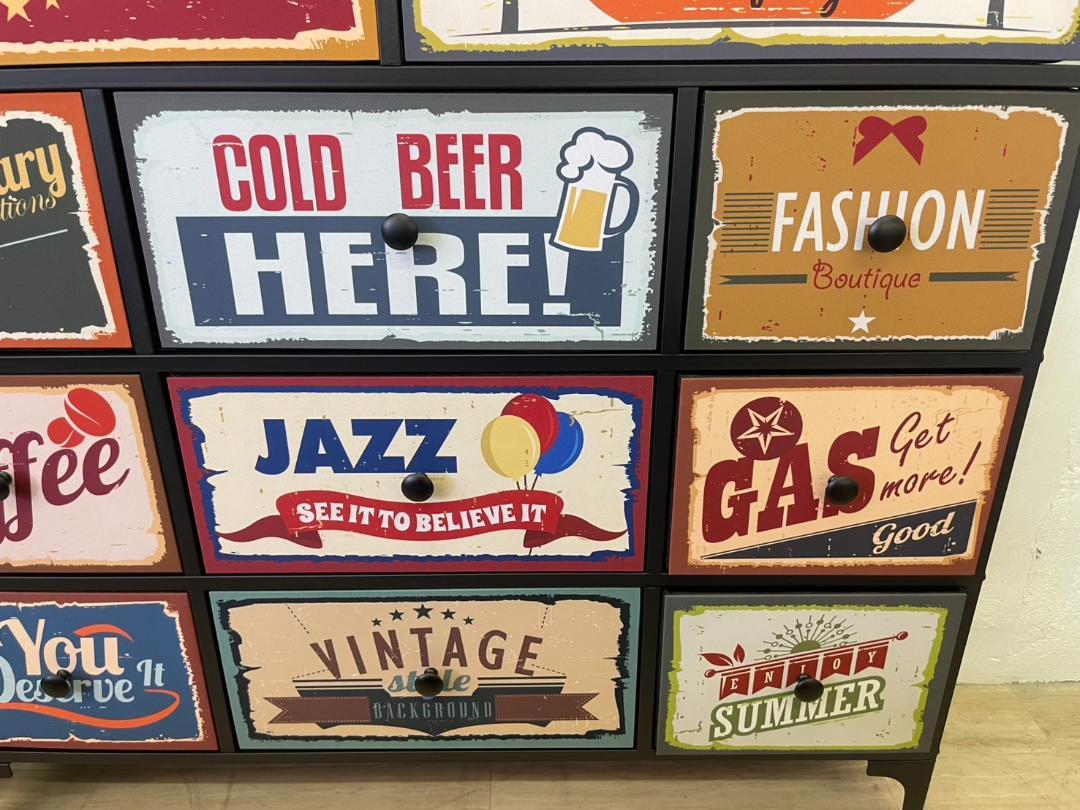 COLD BEER
HERE!
FASHION
Boutique
JAZZ
SEE IT TO BELIEVE IT
GAS
Get
more!
Good
You
Deserve It
VINTAGE
style
BACKGROUND
ENJOY
SUMMER